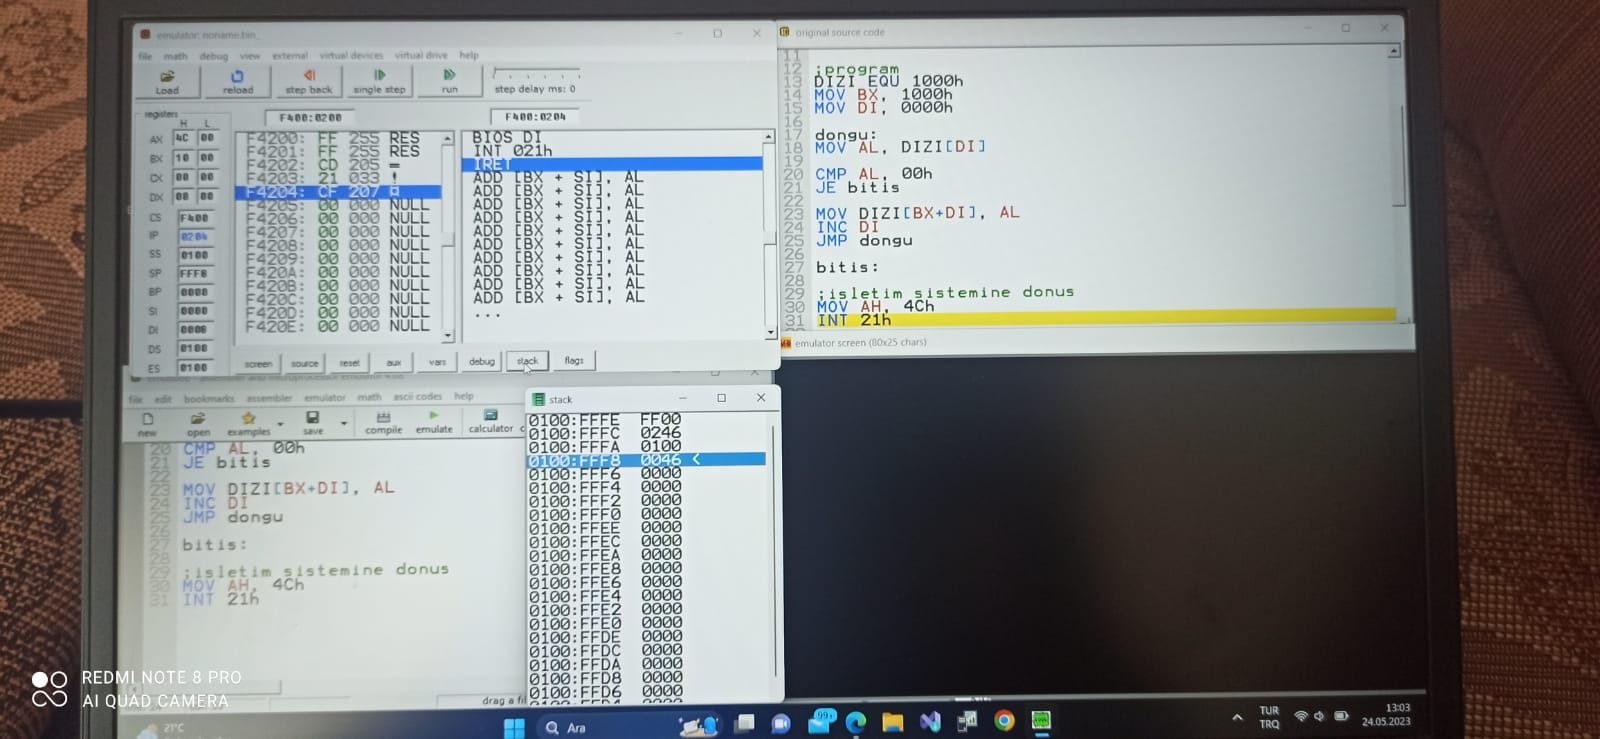 emulator: noname.bin_
file math debug view external virtual devices virtual drive help
Load reload step back single step run step delay ms: 0
registers
H L
F400:0200 F400:0204
AX 4C 00
BX 10 00
CX 00 00
DX 00 00
CS F400
IP 0204
SS 0100
SP FFF8
BP 0000
SI 0000
DI 0008
DS 0100
ES 0100
F4200: FF 255 RES
F4201: FF 255 RES
F4202: CD 205 =
F4203: 21 033 !
F4204: CF 207
F4205: 00 000 NULL
F4206: 00 000 NULL
F4207: 00 000 NULL
F4208: 00 000 NULL
F4209: 00 000 NULL
F420A: 00 000 NULL
F420B: 00 000 NULL
F420C: 00 000 NULL
F420D: 00 000 NULL
F420E: 00 000 NULL
BIOS DI
INT 021h
IRET
ADD [BX + SI], AL
ADD [BX + SI], AL
ADD [BX + SI], AL
ADD [BX + SI], AL
ADD [BX + SI], AL
ADD [BX + SI], AL
ADD [BX + SI], AL
ADD [BX + SI], AL
ADD [BX + SI], AL
ADD [BX + SI], AL
...
screen source reset aux vars debug stack flags
original source code
11
12 ;program
13 DIZI EQU 1000h
14 MOV BX, 1000h
15 MOV DI, 0000h
16
17 dongu:
18 MOV AL, DIZI[DI]
19
20 CMP AL, 00h
21 JE bitis
22
23 MOV DIZI[BX+DI], AL
24 INC DI
25 JMP dongu
26
27 bitis:
28
29 ;isletim sistemine donus
30 MOV AH, 4Ch
31 INT 21h
emulator screen (80x25 chars)
file edit bookmarks assembler emulator math ascii codes help
new open examples save compile emulate calculator
20 CMP AL, 00h
21 JE bitis
22
23 MOV DIZI[BX+DI], AL
24 INC DI
25 JMP dongu
26
27 bitis:
28
29 ;isletim sistemine donus
30 MOV AH, 4Ch
31 INT 21h
drag a fi
stack
0100:FFFE FF00
0100:FFFC 0246
0100:FFFA 0100
0100:FFF8 0046 <
0100:FFF6 0000
0100:FFF4 0000
0100:FFF2 0000
0100:FFF0 0000
0100:FFEE 0000
0100:FFEC 0000
0100:FFEA 0000
0100:FFE8 0000
0100:FFE6 0000
0100:FFE4 0000
0100:FFE2 0000
0100:FFE0 0000
0100:FFDE 0000
0100:FFDC 0000
0100:FFDA 0000
0100:FFD8 0000
0100:FFD6 0000
REDMI NOTE 8 PRO
AI QUAD CAMERA
21°C
Ara
99+
TUR
TRQ
13:03
24.05.2023